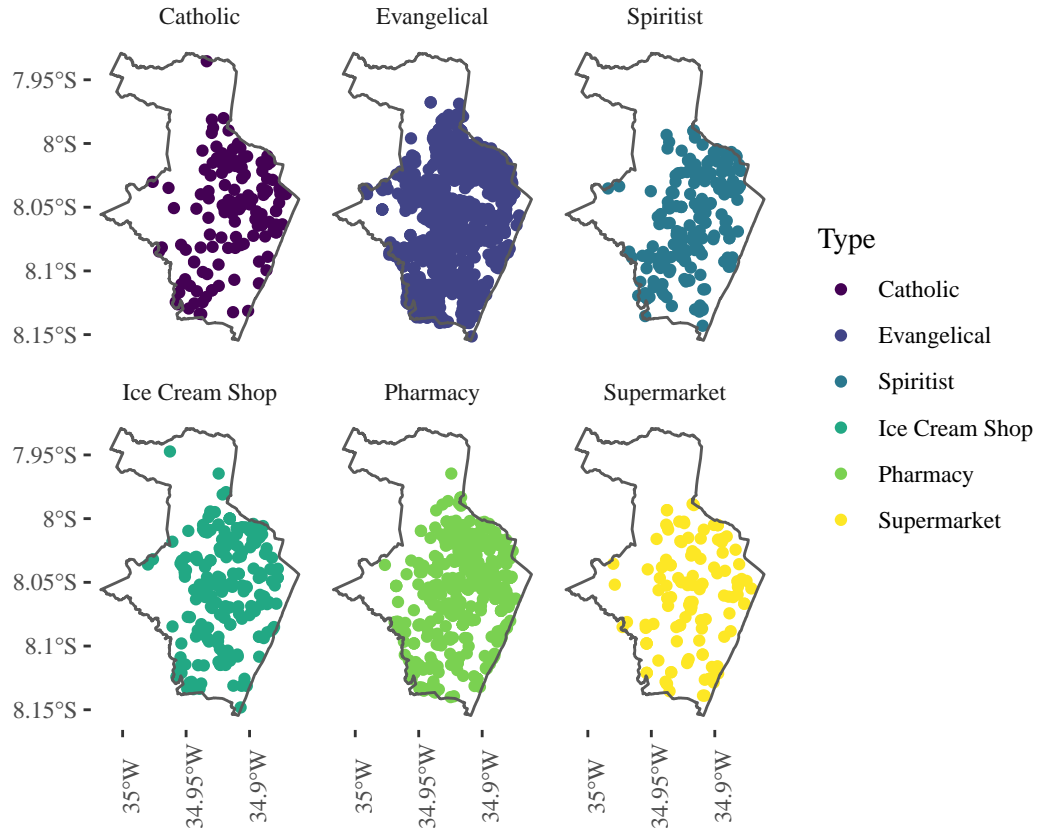 Catholic Evangelical Spiritist
7.95°S
8°S
8.05°S
8.1°S
8.15°S
Ice Cream Shop Pharmacy Supermarket
7.95°S
8°S
8.05°S
8.1°S
8.15°S
35°W 34.95°W 34.9°W 35°W 34.95°W 34.9°W 35°W 34.95°W 34.9°W
Type
Catholic
Evangelical
Spiritist
Ice Cream Shop
Pharmacy
Supermarket